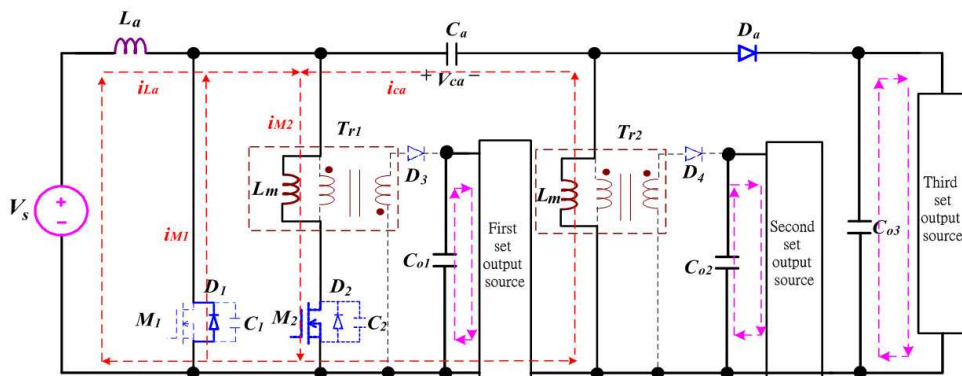 La
Ca
Da
+ Vca −
iLa
ica
iM2
Tr1
Tr2
D3
D4
Lm
Lm
Vs
iM1
First
set
output
source
Second
set
output
source
Third
set
output
source
Co1
Co2
Co3
D1
D2
M1
C1
M2
C2